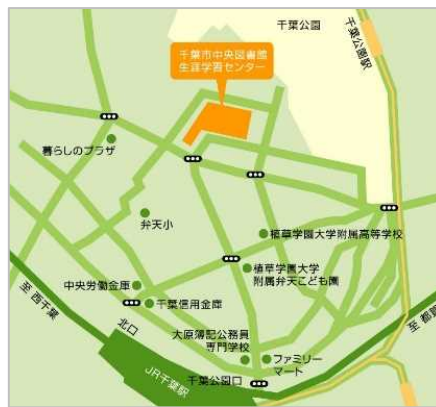 千葉公園
千葉公園駅
千葉市中央図書館
生涯学習センター
暮らしのプラザ
弁天小
植草学園大学附属高等学校
植草学園大学
附属弁天こども園
中央労働金庫
千葉信用金庫
至 西千葉
北口
大原簿記公務員
専門学校
ファミリー
マート
至 都賀
JR千葉駅
千葉公園口